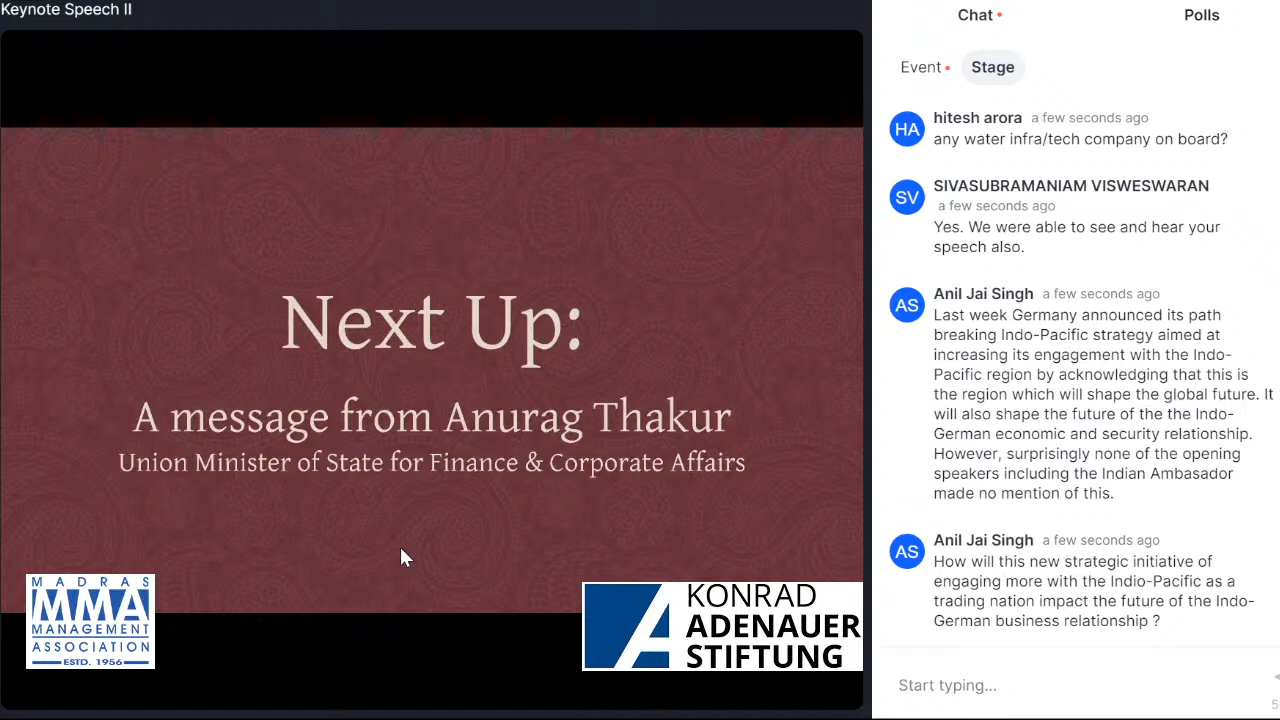 Keynote Speech II
Next Up:
A message from Anurag Thakur
Union Minister of State for Finance & Corporate Affairs
MADRAS
MMA
MANAGEMENT
ASSOCIATION
ESTD. 1956
KONRAD
ADENAUER
STIFTUNG
Chat
Polls
Event
Stage
HA
hitesh arora a few seconds ago
any water infra/tech company on board?
SV
SIVASUBRAMANIAM VISWESWARAN
a few seconds ago
Yes. We were able to see and hear your
speech also.
AS
Anil Jai Singh a few seconds ago
Last week Germany announced its path
breaking Indo-Pacific strategy aimed at
increasing its engagement with the Indo-
Pacific region by acknowledging that this is
the region which will shape the global future. It
will also shape the future of the the Indo-
German economic and security relationship.
However, surprisingly none of the opening
speakers including the Indian Ambasador
made no mention of this.
AS
Anil Jai Singh a few seconds ago
How will this new strategic initiative of
engaging more with the Indio-Pacific as a
trading nation impact the future of the Indo-
German business relationship ?
Start typing...